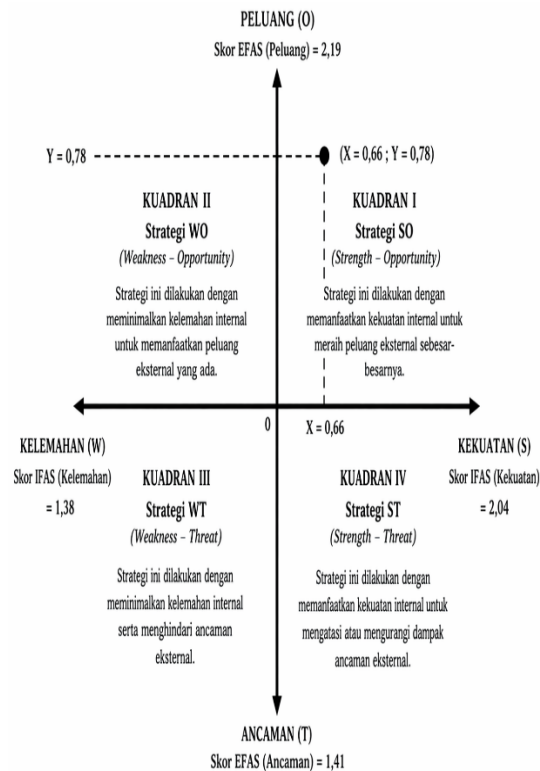 PELUANG (O)
Skor EFAS (Peluang) = 2,19
Y = 0,78
(X = 0,66 ; Y = 0,78)
KUADRAN II
Strategi WO
(Weakness – Opportunity)
Strategi ini dilakukan dengan
meminimalkan kelemahan internal
untuk memanfaatkan peluang
eksternal yang ada.
KUADRAN I
Strategi SO
(Strength – Opportunity)
Strategi ini dilakukan dengan
memanfaatkan kekuatan internal untuk
meraih peluang eksternal sebesar-
besarnya.
0
X = 0,66
KELEMAHAN (W)
Skor IFAS (Kelemahan)
= 1,38
KEKUATAN (S)
Skor IFAS (Kekuatan)
= 2,04
KUADRAN III
Strategi WT
(Weakness – Threat)
Strategi ini dilakukan dengan
meminimalkan kelemahan internal
serta menghindari ancaman
eksternal.
KUADRAN IV
Strategi ST
(Strength – Threat)
Strategi ini dilakukan dengan
memanfaatkan kekuatan internal untuk
mengatasi atau mengurangi dampak
ancaman eksternal.
ANCAMAN (T)
Skor EFAS (Ancaman) = 1,41